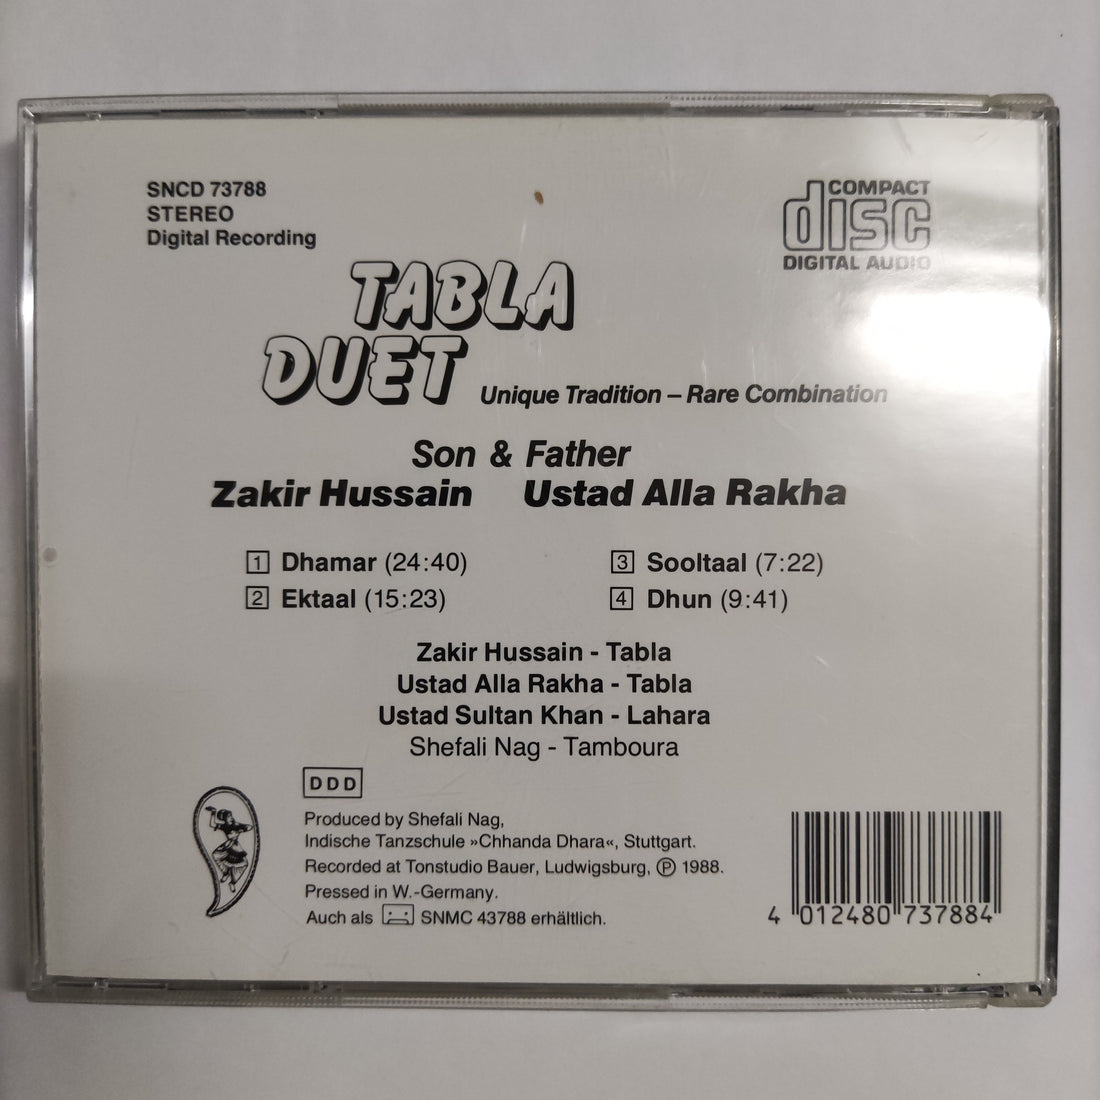 SNCD 73788
STEREO
Digital Recording
COMPACT
disc
DIGITAL AUDIO
TABLA
DUET
Unique Tradition – Rare Combination
Son & Father
Zakir Hussain Ustad Alla Rakha
1 Dhamar (24:40) 3 Sooltaal (7:22)
2 Ektaal (15:23) 4 Dhun (9:41)
Zakir Hussain - Tabla
Ustad Alla Rakha - Tabla
Ustad Sultan Khan - Lahara
Shefali Nag - Tamboura
DDD
Produced by Shefali Nag,
Indische Tanzschule »Chhanda Dhara«, Stuttgart.
Recorded at Tonstudio Bauer, Ludwigsburg, ℗ 1988.
Pressed in W.-Germany.
Auch als SNMC 43788 erhältlich.
4 012480 737884